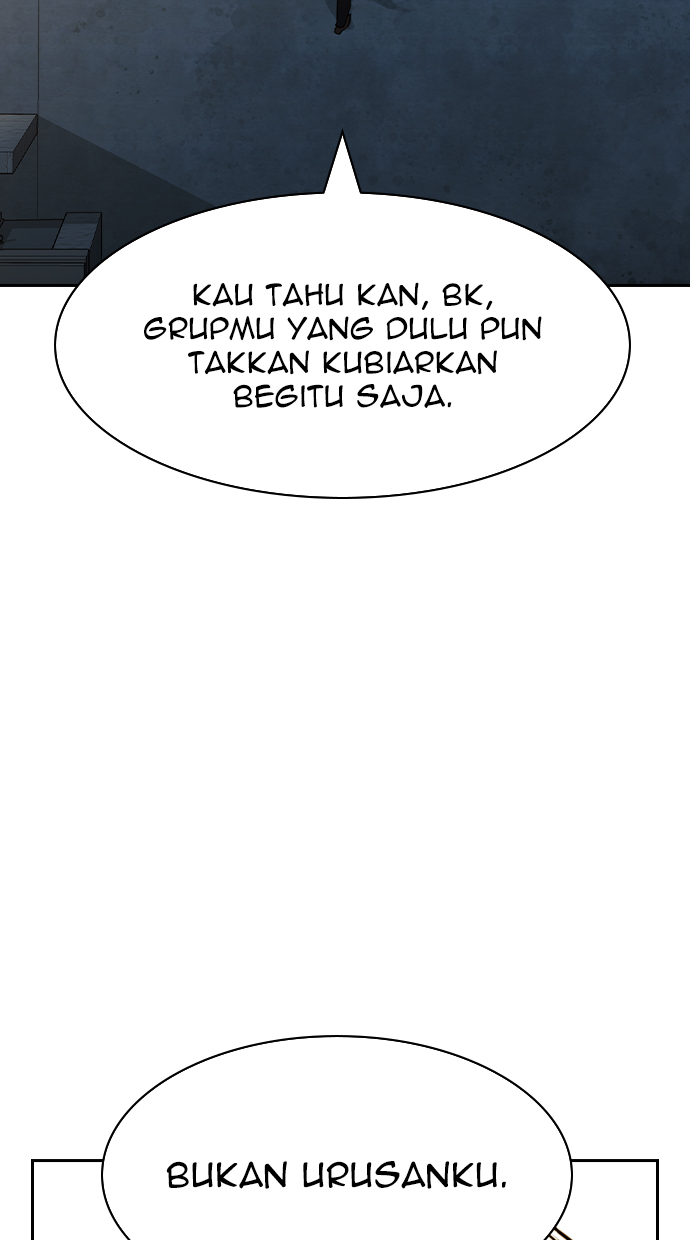 KAU TAHU KAN, BK,
GRUPMU YANG DULU PUN
TAKKAN KUBIARKAN
BEGITU SAJA.
BUKAN URUSANKU.